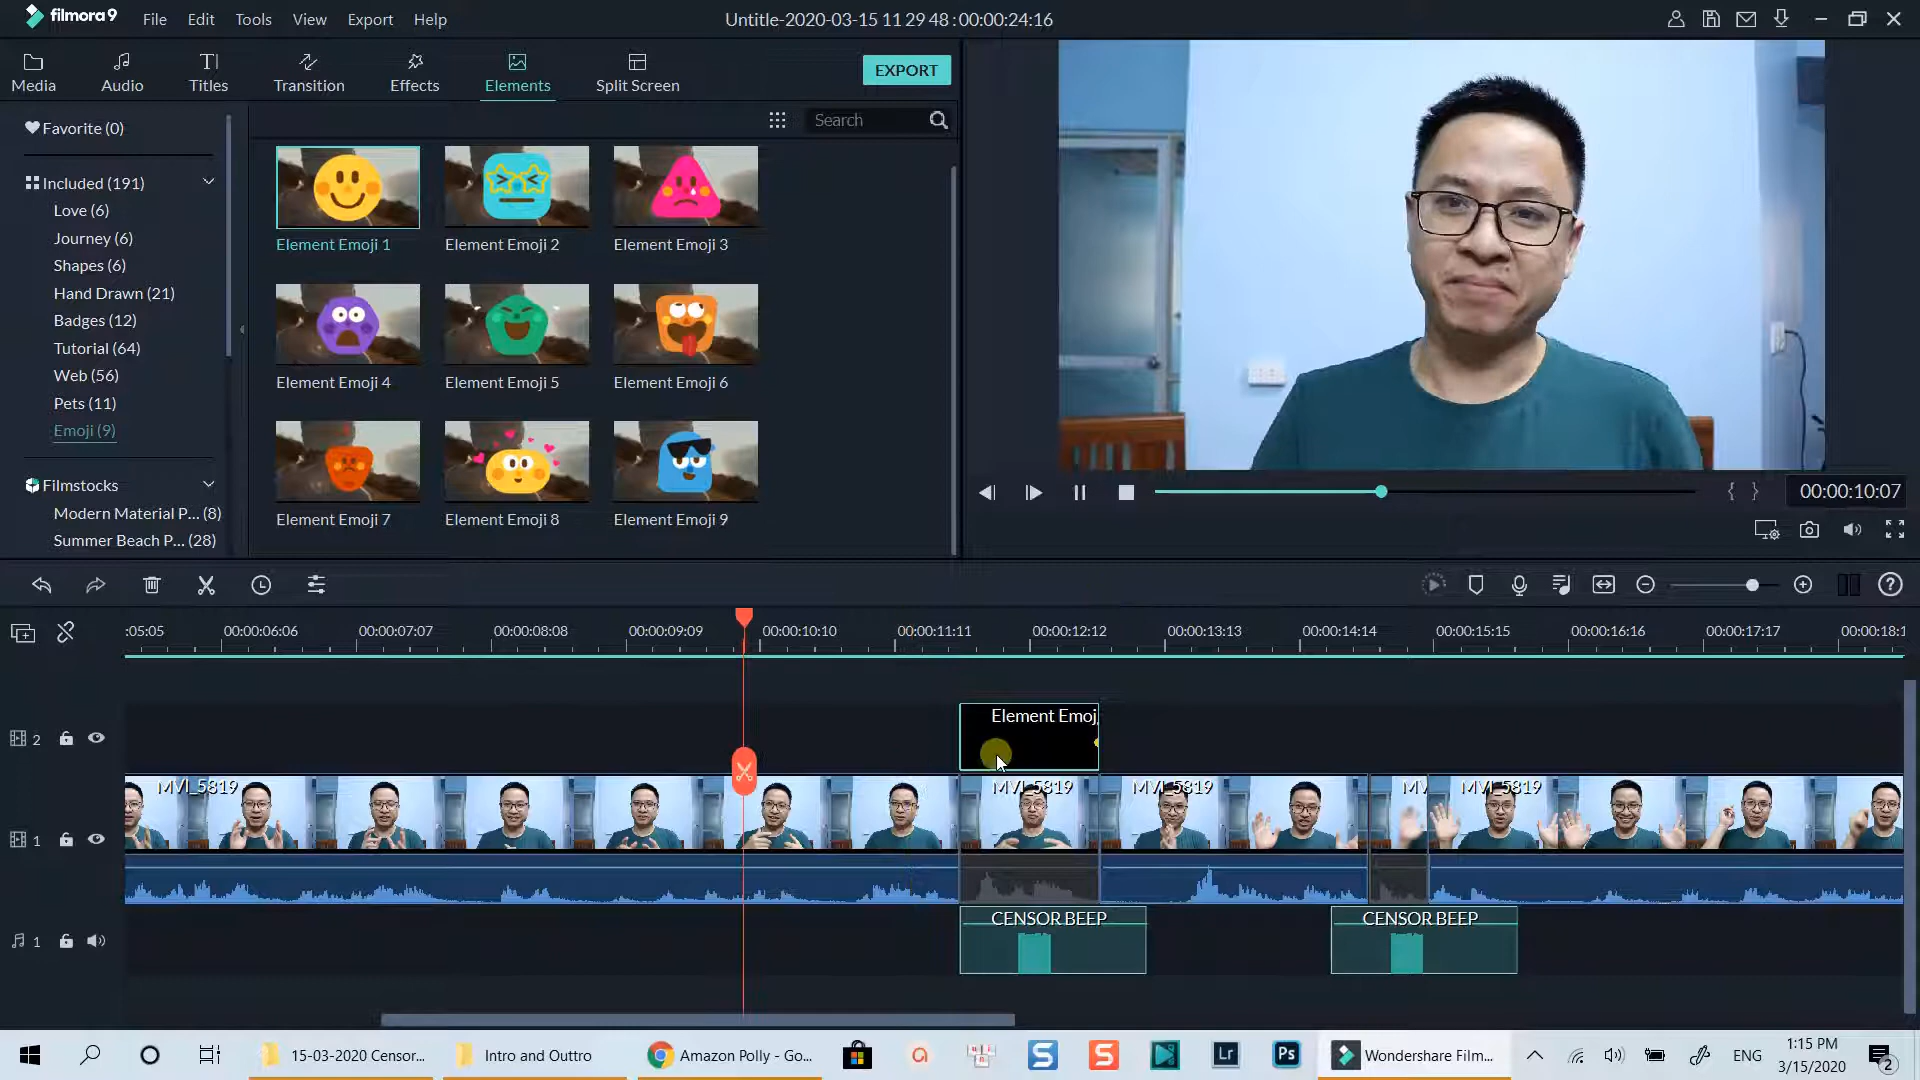 filmora9 File Edit Tools View Export Help Untitle-2020-03-15 11 29 48 : 00:00:24:16
Media Audio Titles Transition Effects Elements Split Screen EXPORT
Favorite (0)
Search
Included (191)
Love (6)
Journey (6)
Shapes (6)
Hand Drawn (21)
Badges (12)
Tutorial (64)
Web (56)
Pets (11)
Emoji (9)
Filmstocks
Modern Material P... (8)
Summer Beach P... (28)
Element Emoji 1 Element Emoji 2 Element Emoji 3
Element Emoji 4 Element Emoji 5 Element Emoji 6
Element Emoji 7 Element Emoji 8 Element Emoji 9
00:00:10:07
:05:05 00:00:06:06 00:00:07:07 00:00:08:08 00:00:09:09 00:00:10:10 00:00:11:11 00:00:12:12 00:00:13:13 00:00:14:14 00:00:15:15 00:00:16:16 00:00:17:17 00:00:18:1
2
Element Emoj
MVI_5819 MVI_5819 MVI_5819 MV MVI_5819
1
CENSOR BEEP CENSOR BEEP
1
15-03-2020 Censor... Intro and Outtro Amazon Polly - Go... Lr Ps Wondershare Film... ENG
1:15 PM
3/15/2020
2